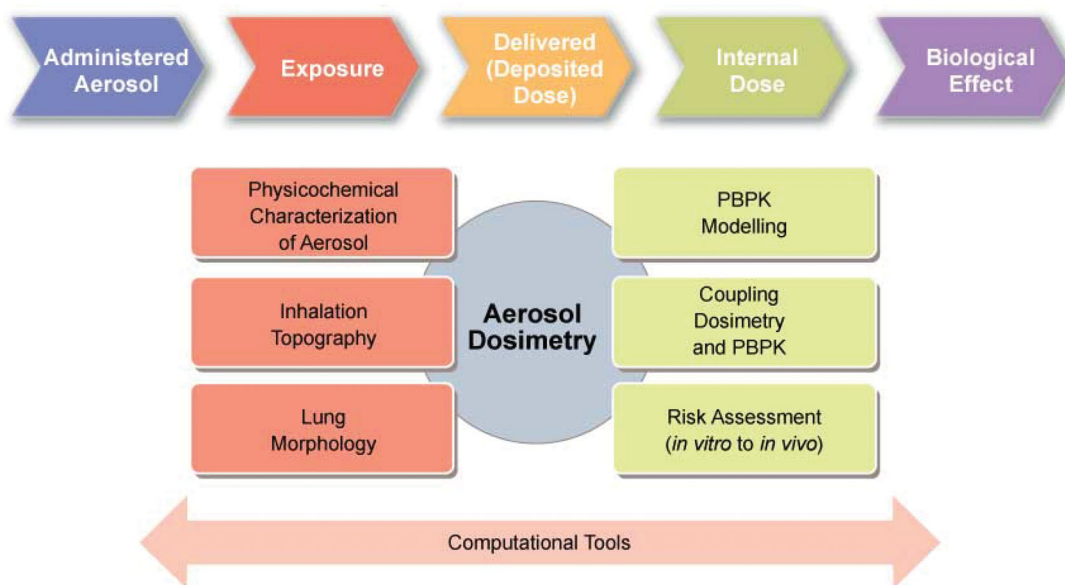 Administered
Aerosol
Exposure
Delivered
(Deposited
Dose)
Internal
Dose
Biological
Effect
Physicochemical
Characterization
of Aerosol
Inhalation
Topography
Lung
Morphology
Aerosol
Dosimetry
PBPK
Modelling
Coupling
Dosimetry
and PBPK
Risk Assessment
(in vitro to in vivo)
Computational Tools